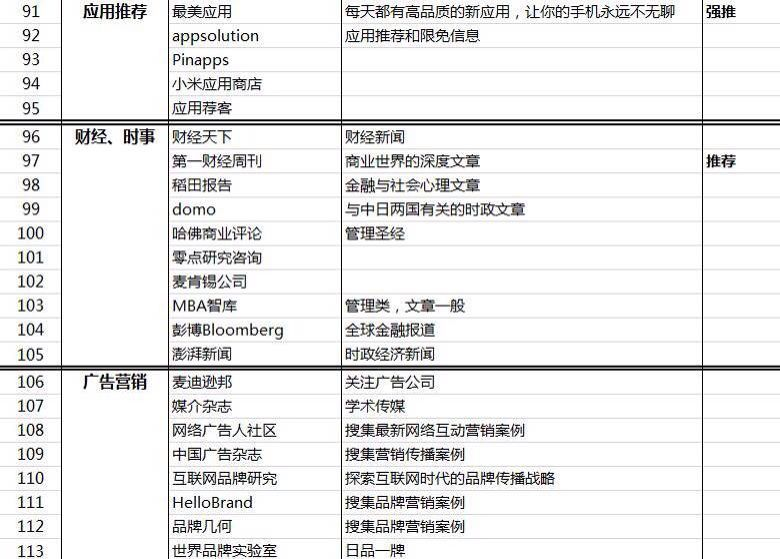 91 应用推荐 最美应用 每天都有高品质的新应用，让你的手机永远不无聊 强推
92 appsolution 应用推荐和限免信息
93 Pinapps
94 小米应用商店
95 应用荐客
96 财经、时事 财经天下 财经新闻
97 第一财经周刊 商业世界的深度文章 推荐
98 稻田报告 金融与社会心理文章
99 domo 与中日两国有关的时政文章
100 哈佛商业评论 管理圣经
101 零点研究咨询
102 麦肯锡公司
103 MBA智库 管理类，文章一般
104 彭博Bloomberg 全球金融报道
105 澎湃新闻 时政经济新闻
106 广告营销 麦迪逊邦 关注广告公司
107 媒介杂志 学术传媒
108 网络广告人社区 搜集最新网络互动营销案例
109 中国广告杂志 搜集营销传播案例
110 互联网品牌研究 探索互联网时代的品牌传播战略
111 HelloBrand 搜集品牌营销案例
112 品牌几何 搜集品牌营销案例
113 世界品牌实验室 日品一牌